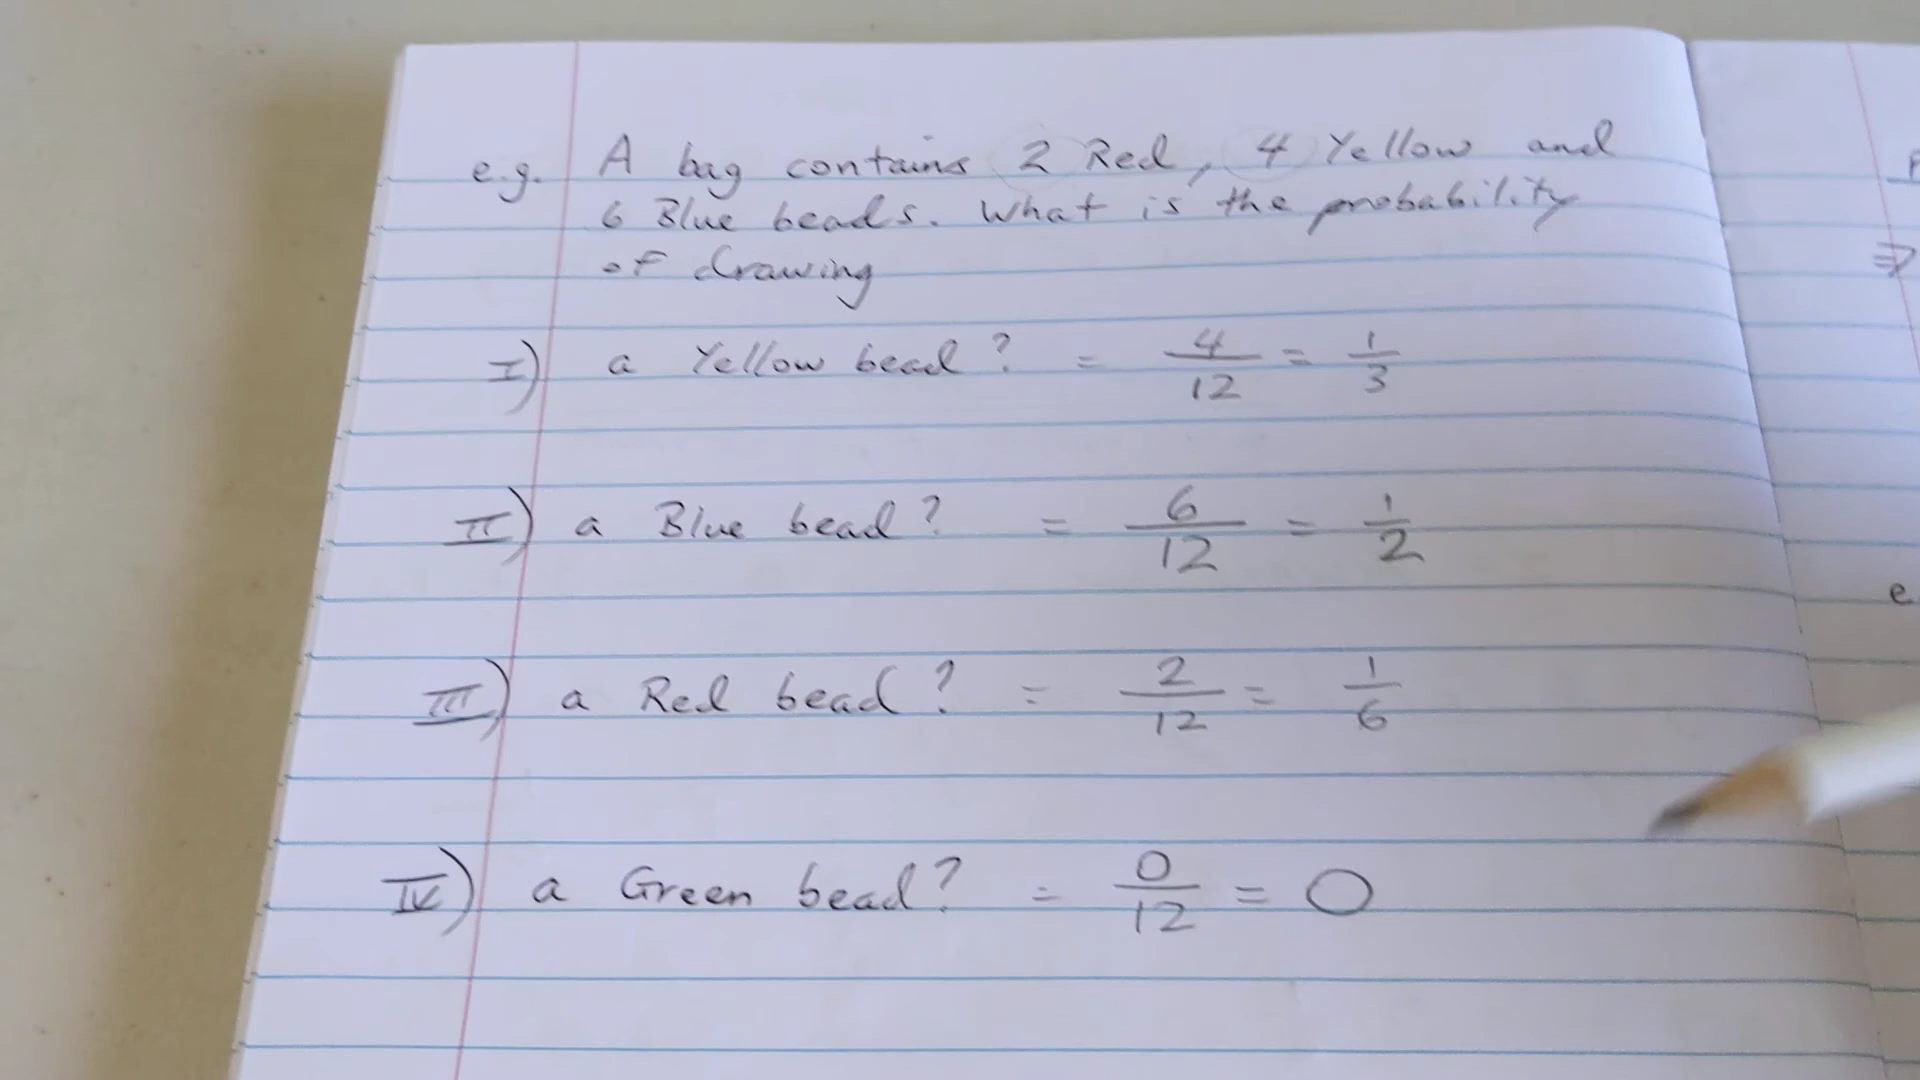 e.g. A bag contains 2 Red, 4 Yellow and
6 Blue beads. What is the probability
of drawing
I) a Yellow bead? = 4/12 = 1/3
II) a Blue bead? = 6/12 = 1/2
III) a Red bead? = 2/12 = 1/6
IV) a Green bead? = 0/12 = 0
⇒
e